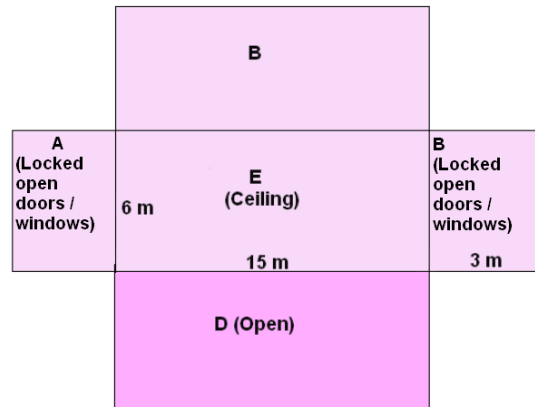 B
A
(Locked
open
doors /
windows)
6 m
E
(Ceiling)
15 m
B
(Locked
open
doors /
windows)
3 m
D (Open)